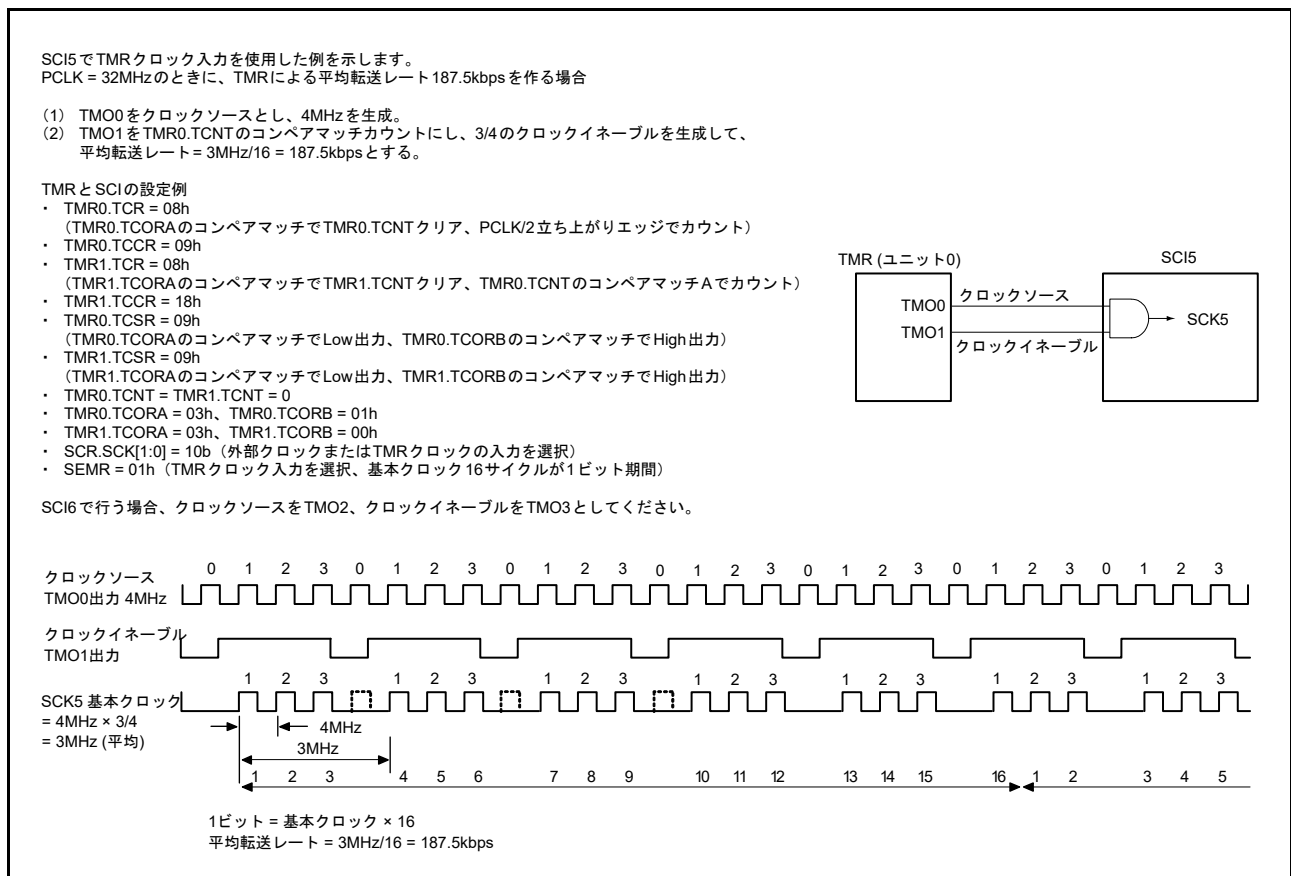 SCI5でTMRクロック入力を使用した例を示します。
PCLK = 32MHzのときに、TMRによる平均転送レート187.5kbpsを作る場合
(1) TMO0をクロックソースとし、4MHzを生成。
(2) TMO1をTMR0.TCNTのコンペアマッチカウントにし、3/4のクロックイネーブルを生成して、
平均転送レート= 3MHz/16 = 187.5kbpsとする。
TMRとSCIの設定例
・ TMR0.TCR = 08h
(TMR0.TCORAのコンペアマッチでTMR0.TCNTクリア、PCLK/2立ち上がりエッジでカウント)
・ TMR0.TCCR = 09h
・ TMR1.TCR = 08h
(TMR1.TCORAのコンペアマッチでTMR1.TCNTクリア、TMR0.TCNTのコンペアマッチAでカウント)
・ TMR1.TCCR = 18h
・ TMR0.TCSR = 09h
(TMR0.TCORAのコンペアマッチでLow出力、TMR0.TCORBのコンペアマッチでHigh出力)
・ TMR1.TCSR = 09h
(TMR1.TCORAのコンペアマッチでLow出力、TMR1.TCORBのコンペアマッチでHigh出力)
・ TMR0.TCNT = TMR1.TCNT = 0
・ TMR0.TCORA = 03h、TMR0.TCORB = 01h
・ TMR1.TCORA = 03h、TMR1.TCORB = 00h
・ SCR.SCK[1:0] = 10b (外部クロックまたはTMRクロックの入力を選択)
・ SEMR = 01h (TMRクロック入力を選択、基本クロック16サイクルが1ビット期間)
SCI6で行う場合、クロックソースをTMO2、クロックイネーブルをTMO3としてください。
TMR (ユニット0)
SCI5
TMO0
クロックソース
SCK5
TMO1
クロックイネーブル
0 1 2 3 0 1 2 3 0 1 2 3 0 1 2 3 0 1 2 3 0 1 2 3 0 1 2 3
クロックソース
TMO0出力 4MHz
クロックイネーブル
TMO1出力
1 2 3 1 2 3 1 2 3 1 2 3 1 2 3 1 2 3 1 2 3
SCK5 基本クロック
= 4MHz × 3/4
= 3MHz (平均)
4MHz
3MHz
1 2 3 4 5 6 7 8 9 10 11 12 13 14 15 16 1 2 3 4 5
1ビット = 基本クロック × 16
平均転送レート = 3MHz/16 = 187.5kbps